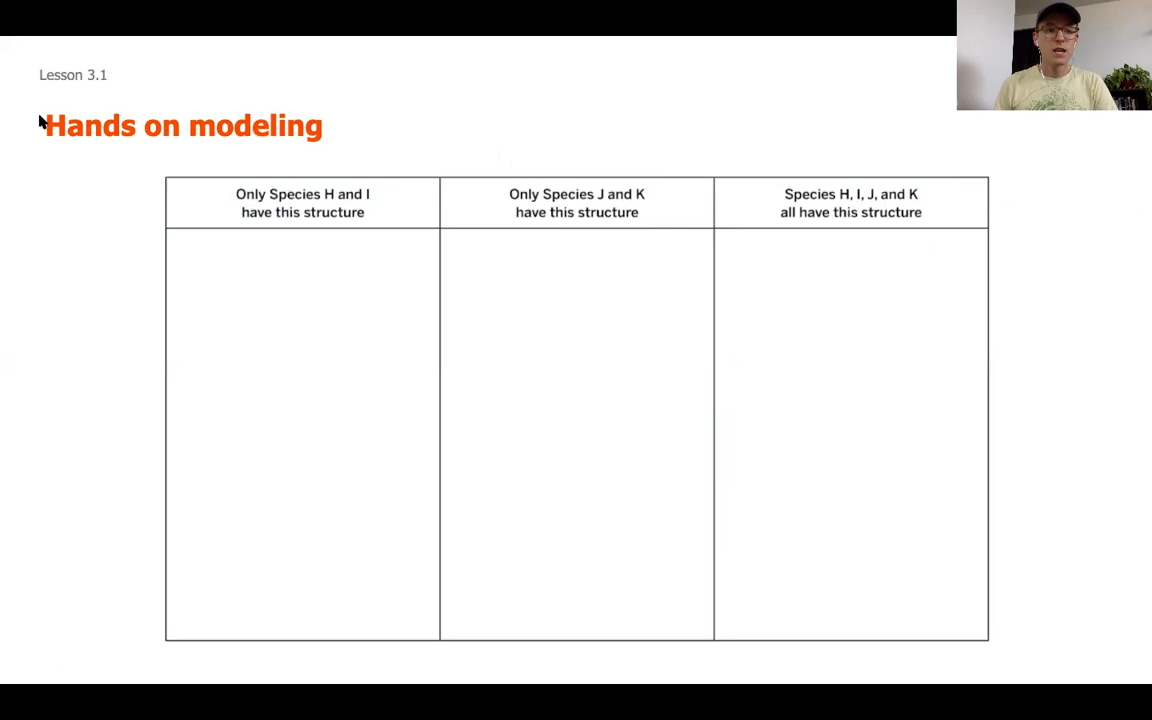 Lesson 3.1
Hands on modeling
Only Species H and I
have this structure
Only Species J and K
have this structure
Species H, I, J, and K
all have this structure